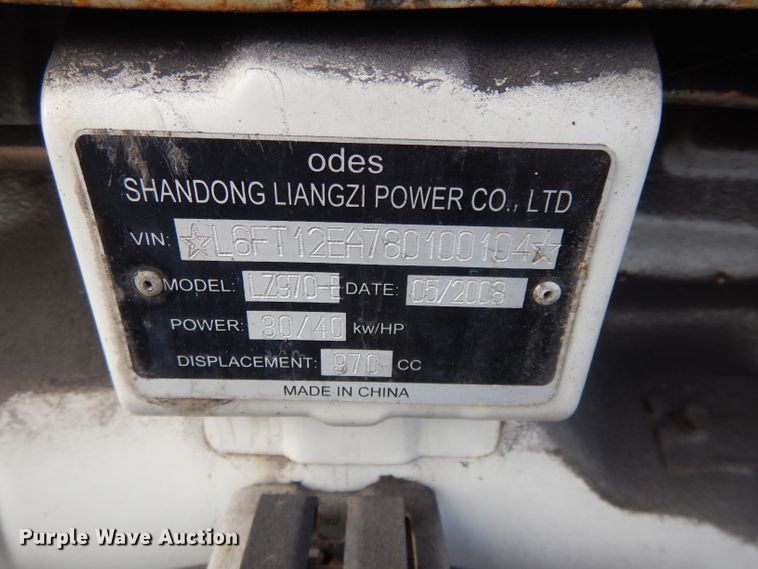 odes
SHANDONG LIANGZI POWER CO., LTD
VIN: ☆L6FT12EA780100104☆
MODEL: LZ970-E DATE: 05/2008
POWER: 30/40 kw/HP
DISPLACEMENT: 970 CC
MADE IN CHINA
Purple Wave Auction